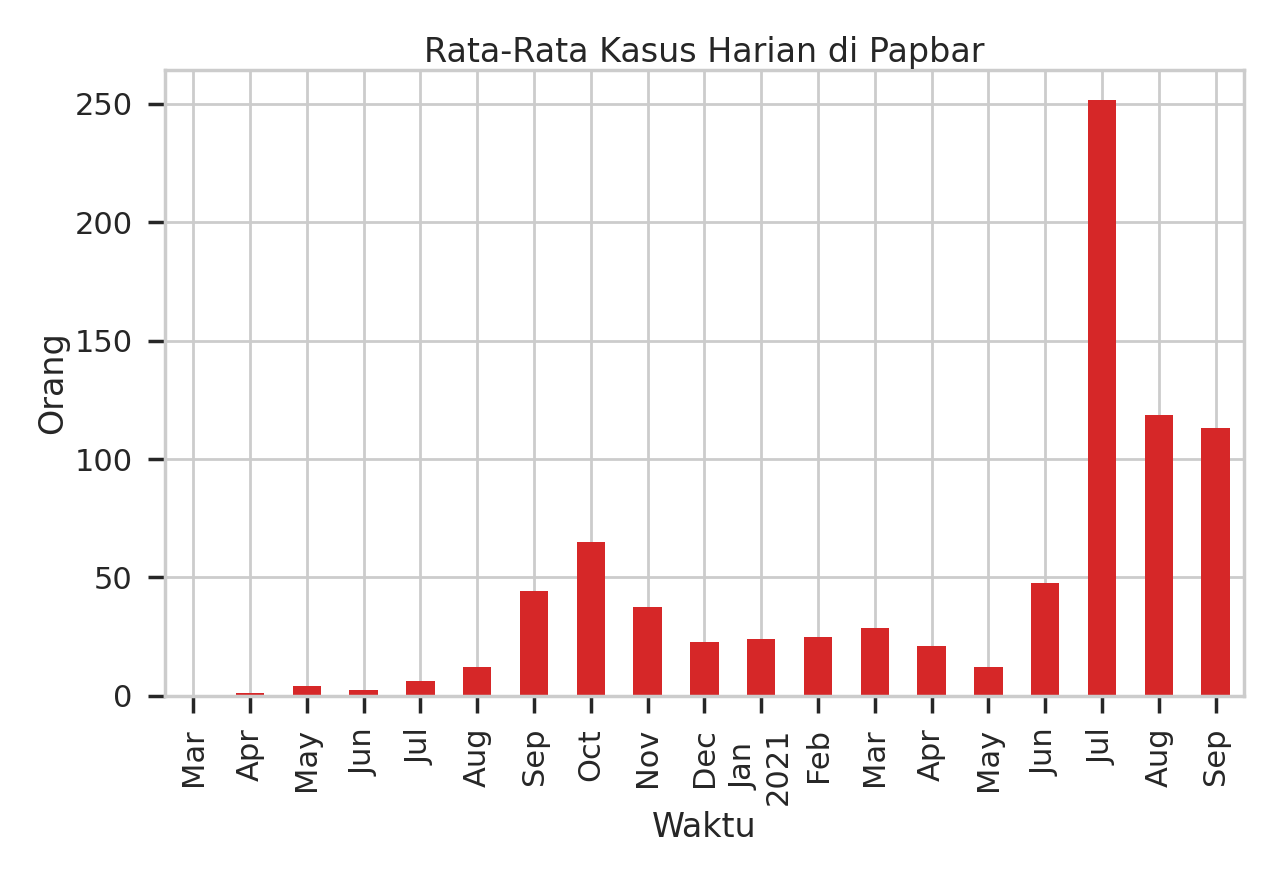 Rata-Rata Kasus Harian di Papbar
250
200
150
100
50
0
Orang
Mar
Apr
May
Jun
Jul
Aug
Sep
Oct
Nov
Dec
Jan
2021
Feb
Mar
Apr
May
Jun
Jul
Aug
Sep
Waktu